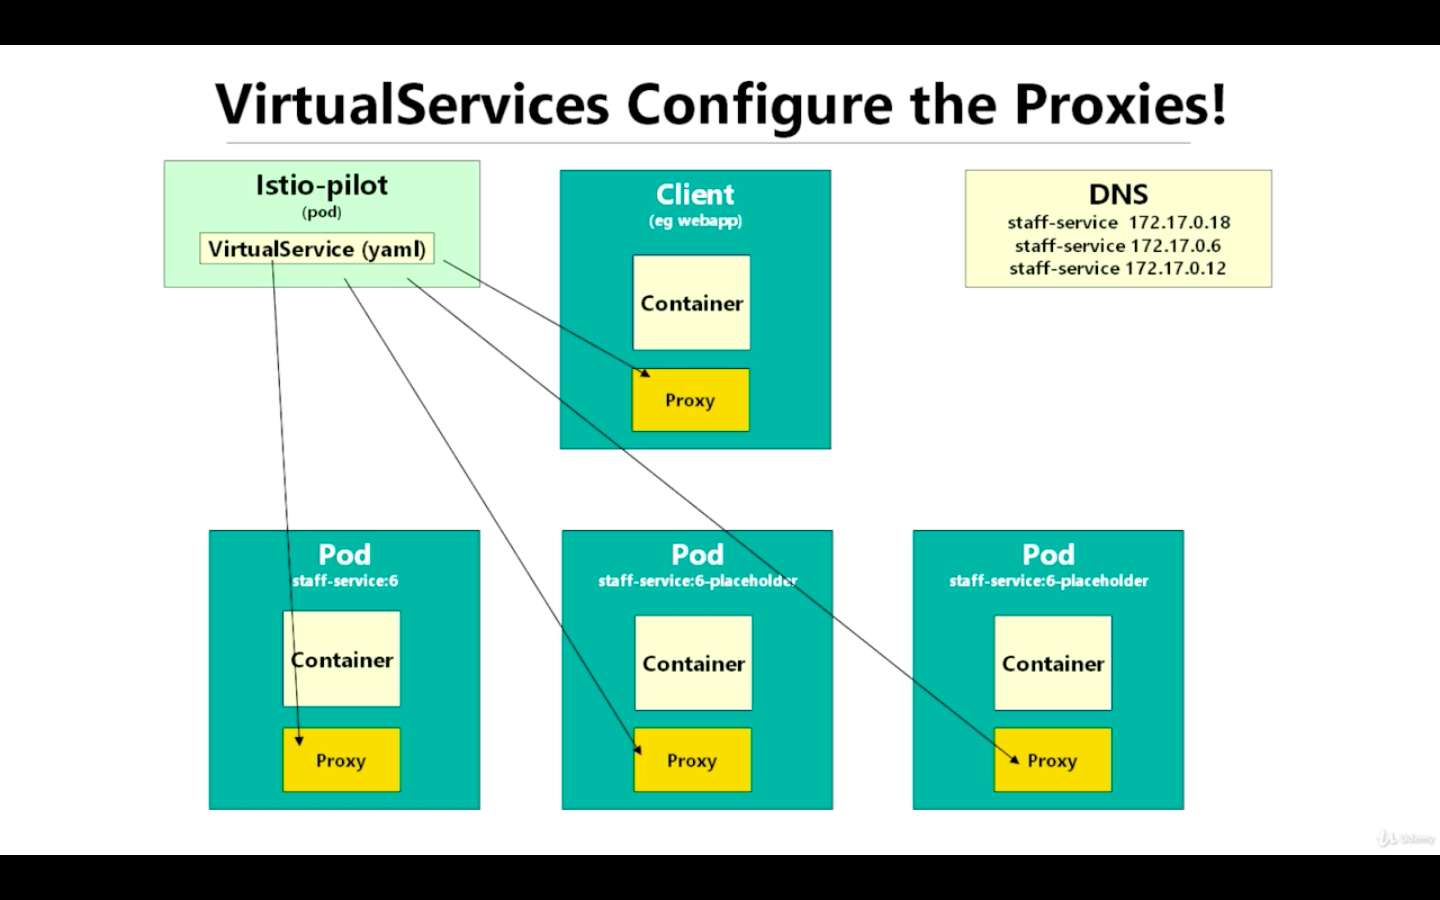 VirtualServices Configure the Proxies!
Istio-pilot
(pod)
VirtualService (yaml)
Client
(eg webapp)
Container
Proxy
DNS
staff-service 172.17.0.18
staff-service 172.17.0.6
staff-service 172.17.0.12
Pod
staff-service:6
Container
Proxy
Pod
staff-service:6-placeholder
Container
Proxy
Pod
staff-service:6-placeholder
Container
Proxy
Udemy